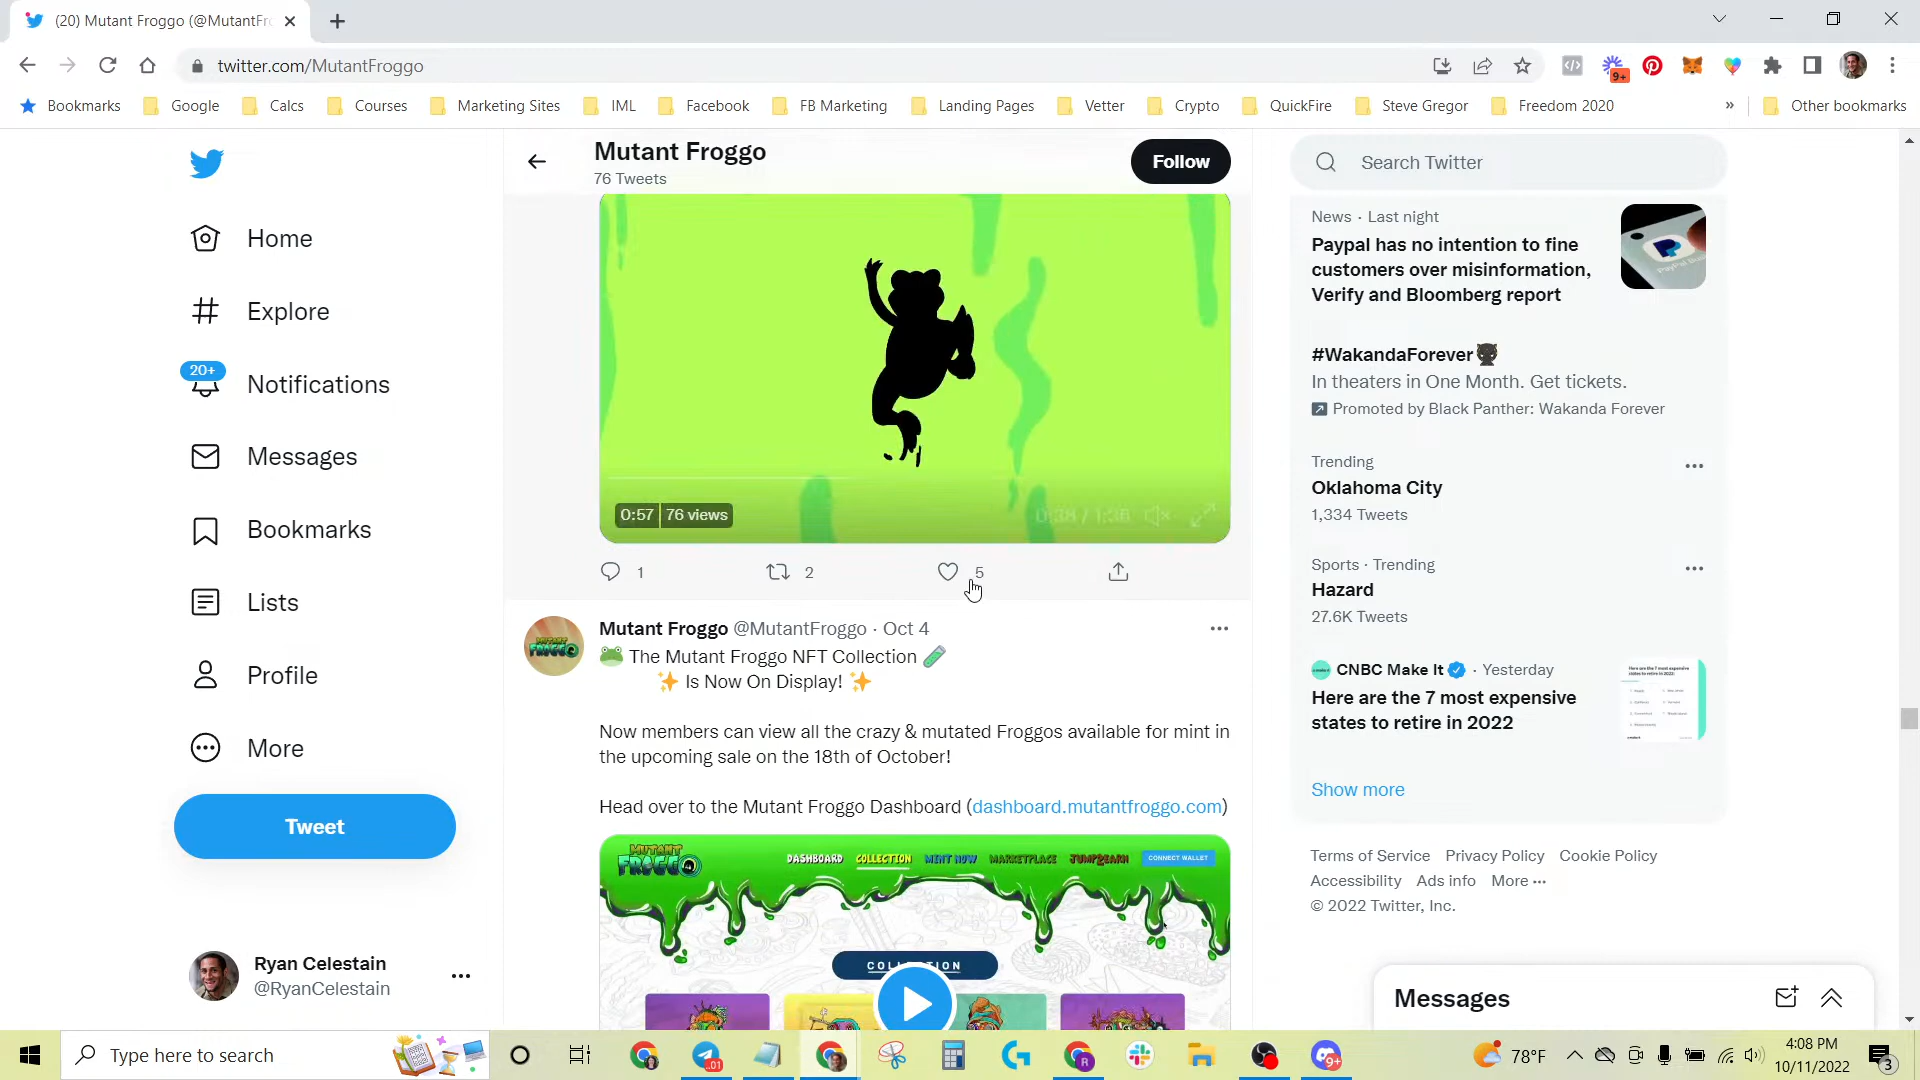 (20) Mutant Froggo (@MutantFr
twitter.com/MutantFroggo
9+
Bookmarks Google Calcs Courses Marketing Sites IML Facebook FB Marketing Landing Pages Vetter Crypto QuickFire Steve Gregor Freedom 2020 » Other bookmarks
Home
Explore
20+
Notifications
Messages
Bookmarks
Lists
Profile
More
Tweet
Ryan Celestain
@RyanCelestain
Mutant Froggo
76 Tweets
Follow
0:57 76 views
0:38 / 1:36
1 2 5
Mutant Froggo @MutantFroggo · Oct 4
🐸 The Mutant Froggo NFT Collection 🧪
✨ Is Now On Display! ✨
Now members can view all the crazy & mutated Froggos available for mint in
the upcoming sale on the 18th of October!
Head over to the Mutant Froggo Dashboard (dashboard.mutantfroggo.com)
MUTANT
FROGGO
DASHBOARD COLLECTION MINT NOW MARKETPLACE JUMP2EARN CONNECT WALLET
Search Twitter
News · Last night
Paypal has no intention to fine
customers over misinformation,
Verify and Bloomberg report
#WakandaForever
In theaters in One Month. Get tickets.
Promoted by Black Panther: Wakanda Forever
Trending
Oklahoma City
1,334 Tweets
Sports · Trending
Hazard
27.6K Tweets
CNBC Make It · Yesterday
Here are the 7 most expensive
states to retire in 2022
Show more
Terms of Service Privacy Policy Cookie Policy
Accessibility Ads info More ···
© 2022 Twitter, Inc.
Messages
Type here to search
78°F
4:08 PM
10/11/2022
3